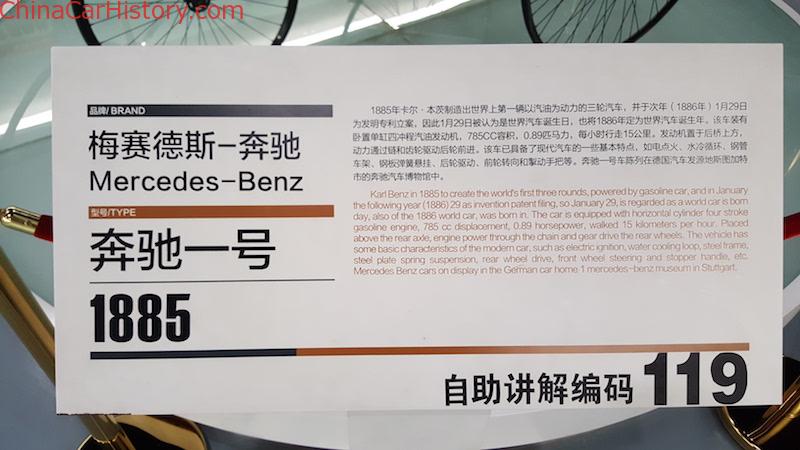 ChinaCarHistory.com
品牌/ BRAND
梅赛德斯-奔驰
Mercedes-Benz
型号/TYPE
奔驰一号
1885
1885年卡尔·本茨制造出世界上第一辆以汽油为动力的三轮汽车，并于次年（1886年）1月29日
为发明专利立案，因此1月29日被认为是世界汽车诞生日，也将1886年定为世界汽车诞生年。该车装有
卧置单缸四冲程汽油发动机，785CC容积，0.89匹马力，每小时行走15公里。发动机置于后桥上方，
动力通过链和齿轮驱动后轮前进。该车已具备了现代汽车的一些基本特点，如电点火、水冷循环、钢管
车架、钢板弹簧悬挂、后轮驱动、前轮转向和掣动手把等。奔驰一号车陈列在德国汽车发源地斯图加特
市的奔驰汽车博物馆中。
Karl Benz in 1885 to create the world's first three rounds, powered by gasoline car, and in January
the following year (1886) 29 as invention patent filing, so January 29, is regarded as a world car is born
day, also of the 1886 world car, was born in. The car is equipped with horizontal cylinder four stroke
gasoline engine, 785 cc displacement, 0.89 horsepower, walked 15 kilometers per hour. Placed
above the rear axle, engine power through the chain and gear drive the rear wheels. The vehicle has
some basic characteristics of the modern car, such as electric ignition, water cooling loop, steel frame,
steel plate spring suspension, rear wheel drive, front wheel steering and stopper handle, etc.
Mercedes Benz cars on display in the German car home 1 mercedes-benz museum in Stuttgart.
自助讲解编码 119